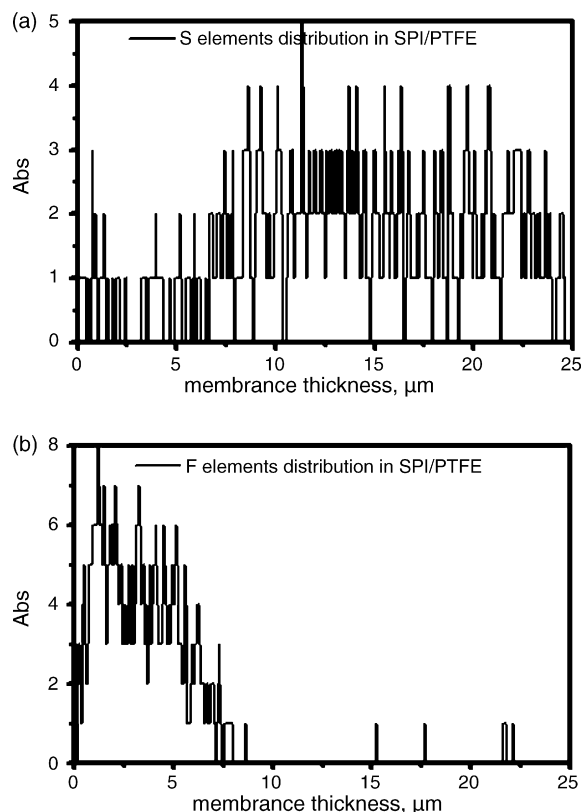 (a)
S elements distribution in SPI/PTFE
Abs
5
4
3
2
1
0
0 5 10 15 20 25
membrance thickness, μm
(b)
F elements distribution in SPI/PTFE
Abs
8
6
4
2
0
0 5 10 15 20 25
membrance thickness, μm